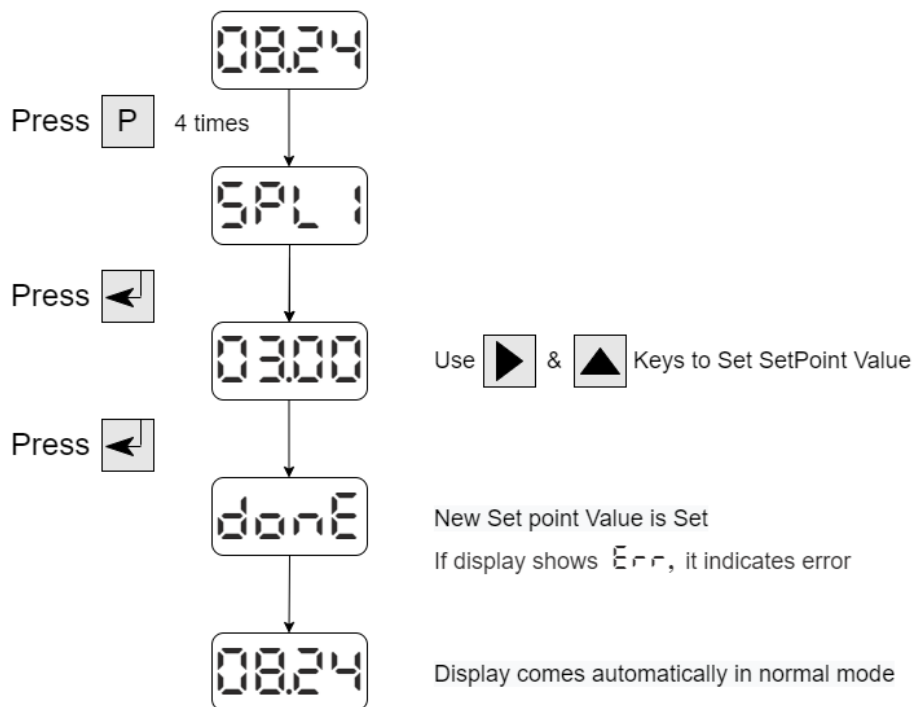 08.24
Press P 4 times
SPL 1
Press
03.00
Use & Keys to Set SetPoint Value
Press
donE
New Set point Value is Set
If display shows Err, it indicates error
08.24
Display comes automatically in normal mode